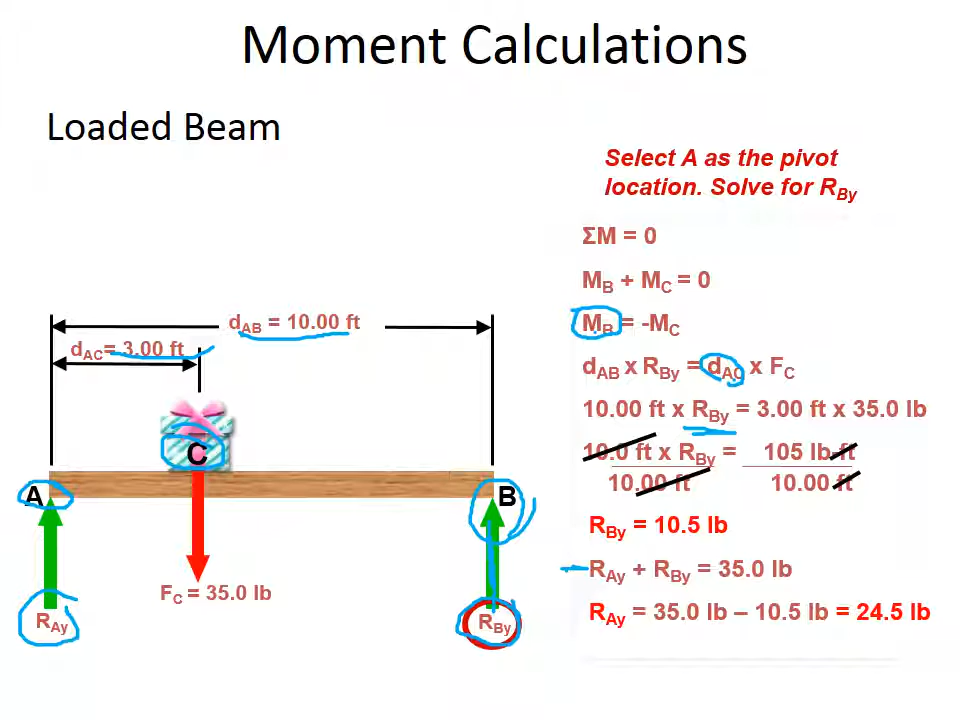 Moment Calculations
Loaded Beam
Select A as the pivot
location. Solve for RBy
ΣM = 0
MB + MC = 0
MB = -MC
dAB x RBy = dAC x FC
10.00 ft x RBy = 3.00 ft x 35.0 lb
10.0 ft x RBy = 105 lb-ft
10.00 ft 10.00 ft
RBy = 10.5 lb
RAy + RBy = 35.0 lb
RAy = 35.0 lb – 10.5 lb = 24.5 lb
dAB = 10.00 ft
dAC= 3.00 ft
C
A
B
FC = 35.0 lb
RAy
RBy